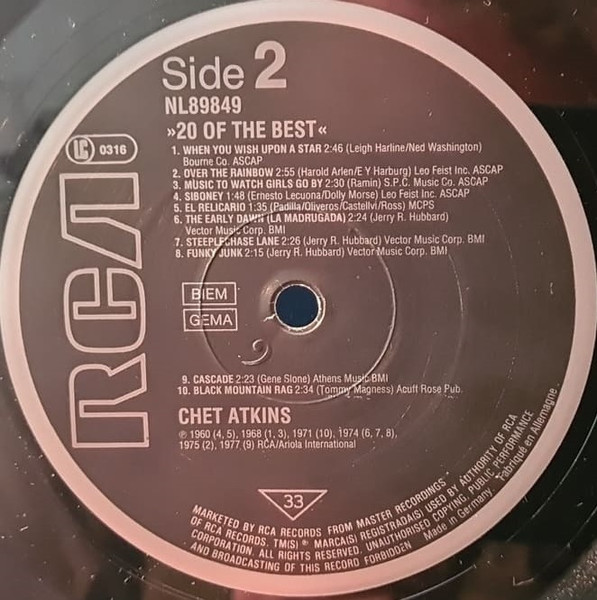 Side 2
NL89849
»20 OF THE BEST«
1. WHEN YOU WISH UPON A STAR 2:46 (Leigh Harline/Ned Washington)
Bourne Co. ASCAP
2. OVER THE RAINBOW 2:55 (Harold Arlen/E Y Harburg) Leo Feist Inc. ASCAP
3. MUSIC TO WATCH GIRLS GO BY 2:30 (Ramin) S.P.C. Music Co. ASCAP
4. SIBONEY 1:48 (Ernesto Lecuona/Dolly Morse) Leo Feist Inc. ASCAP
5. EL RELICARIO 1:35 (Padilla/Oliveros/Castellvi/Ross) MCPS
6. THE EARLY DAWN (LA MADRUGADA) 2:24 (Jerry R. Hubbard)
Vector Music Corp. BMI
7. STEEPLECHASE LANE 2:26 (Jerry R. Hubbard) Vector Music Corp. BMI
8. FUNKY JUNK 2:15 (Jerry R. Hubbard) Vector Music Corp. BMI
LC 0316
RCA
BIEM
GEMA
9. CASCADE 2:23 (Gene Slone) Athens Music BMI
10. BLACK MOUNTAIN RAG 2:34 (Tommy Magness) Acuff Rose Pub.
CHET ATKINS
℗ 1960 (4, 5), 1968 (1, 3), 1971 (10), 1974 (6, 7, 8),
1975 (2), 1977 (9) RCA/Ariola International
33
MARKETED BY RCA RECORDS FROM MASTER RECORDINGS
OF RCA RECORDS. TM(S) ® MARCA(S) REGISTRADA(S) USED BY AUTHORITY OF RCA
CORPORATION. ALL RIGHTS RESERVED. UNAUTHORISED COPYING, PUBLIC PERFORMANCE
AND BROADCASTING OF THIS RECORD FORBIDDEN Made in Germany. Fabriqué en Allemagne